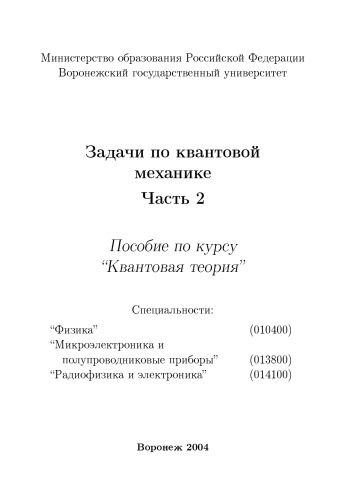 Министерство образования Российской Федерации
Воронежский государственный университет
Задачи по квантовой
механике
Часть 2
Пособие по курсу
“Квантовая теория”
Специальности:
“Физика” (010400)
“Микроэлектроника и
полупроводниковые приборы” (013800)
“Радиофизика и электроника” (014100)
Воронеж 2004